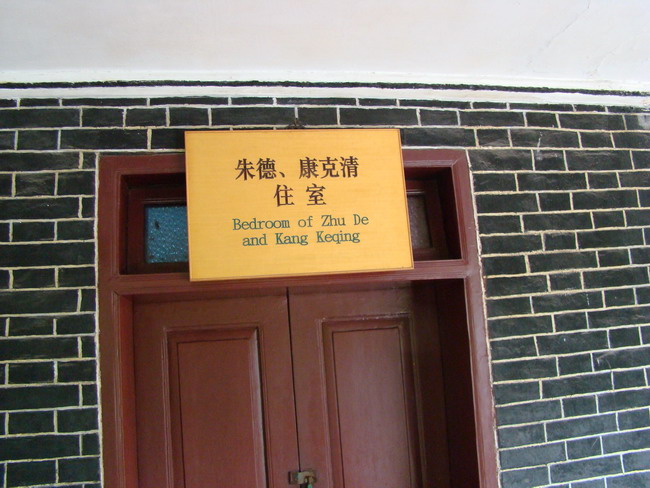 朱德、康克清
住室
Bedroom of Zhu De
and Kang Keqing